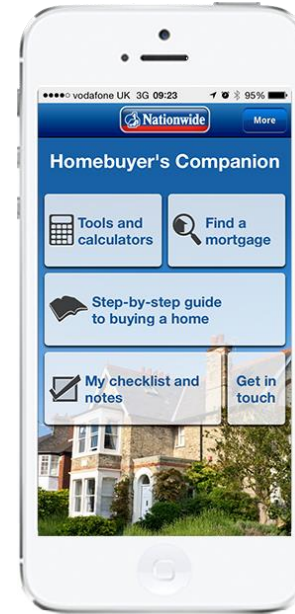 vodafone UK 3G 09:23 95%
Nationwide
More
Homebuyer's Companion
Tools and
calculators
Find a
mortgage
Step-by-step guide
to buying a home
My checklist and
notes
Get in
touch